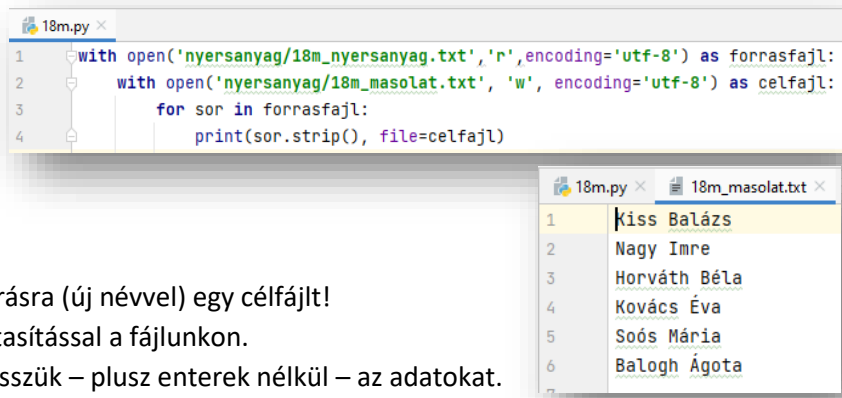 18m.py
1 with open('nyersanyag/18m_nyersanyag.txt','r',encoding='utf-8') as forrasfajl:
2 with open('nyersanyag/18m_masolat.txt', 'w', encoding='utf-8') as celfajl:
3 for sor in forrasfajl:
4 print(sor.strip(), file=celfajl)
18m.py 18m_masolat.txt
1 Kiss Balázs
2 Nagy Imre
3 Horváth Béla
4 Kovács Éva
5 Soós Mária
6 Balogh Ágota
(új névvel) egy célfájlt!
a fájlunkon.
– plusz enterek nélkül – az adatokat.